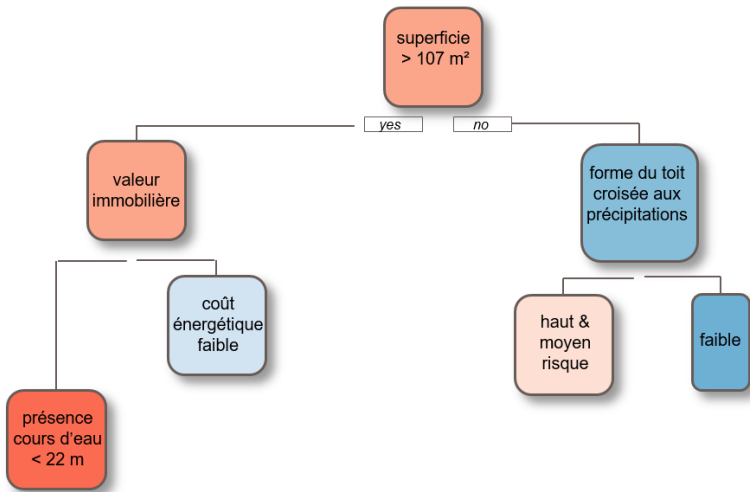 superficie
> 107 m²
yes
no
valeur
immobilière
forme du toit
croisée aux
précipitations
coût
énergétique
faible
haut &
moyen
risque
faible
présence
cours d'eau
< 22 m